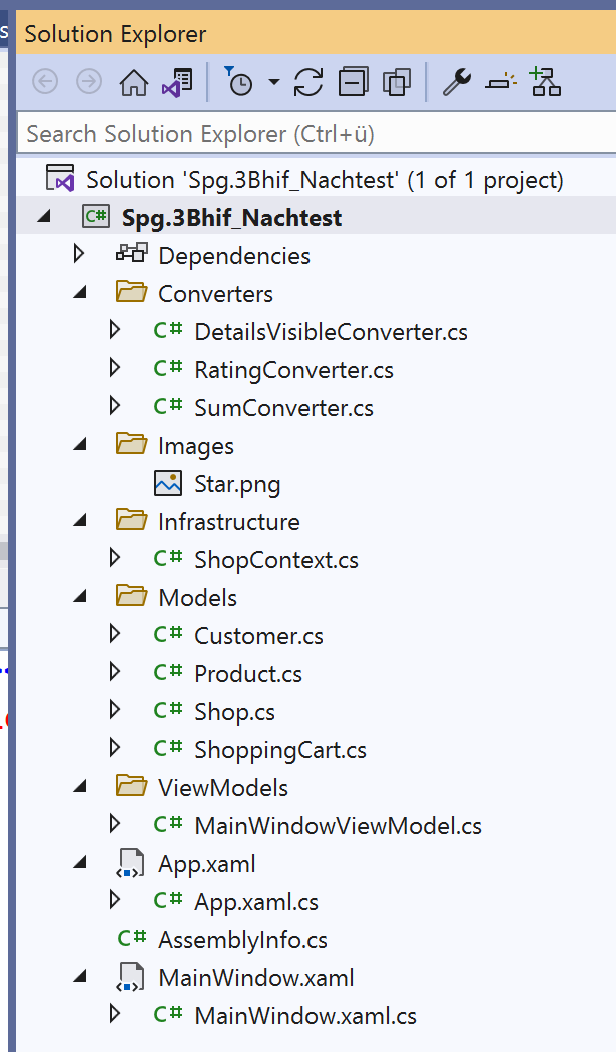 Solution Explorer
Search Solution Explorer (Ctrl+ü)
Solution 'Spg.3Bhif_Nachtest' (1 of 1 project)
C# Spg.3Bhif_Nachtest
Dependencies
Converters
C# DetailsVisibleConverter.cs
C# RatingConverter.cs
C# SumConverter.cs
Images
Star.png
Infrastructure
C# ShopContext.cs
Models
C# Customer.cs
C# Product.cs
C# Shop.cs
C# ShoppingCart.cs
ViewModels
C# MainWindowViewModel.cs
App.xaml
C# App.xaml.cs
C# AssemblyInfo.cs
MainWindow.xaml
C# MainWindow.xaml.cs